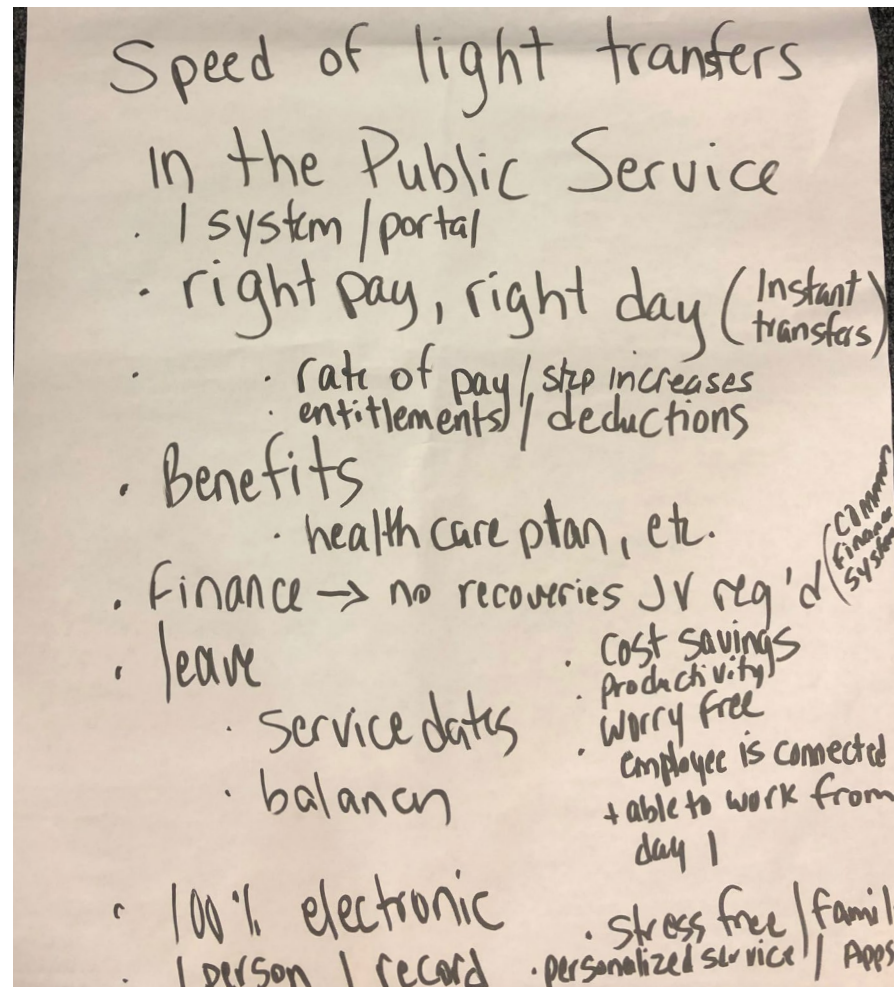 Speed of light transfers
In the Public Service
· 1 system / portal
· right pay, right day (Instant transfers)
· · rate of pay / step increases
· entitlements / deductions
· Benefits
· health care plan, etc.
· Finance → no recoveries JV req'd (Common Finance System
· leave
· service dates
· balances
· cost savings
· productivity
· worry free
employee is connected
+ able to work from
day 1
· 100% electronic
· stress free /
· 1 person 1 record
· personalized service / Apps